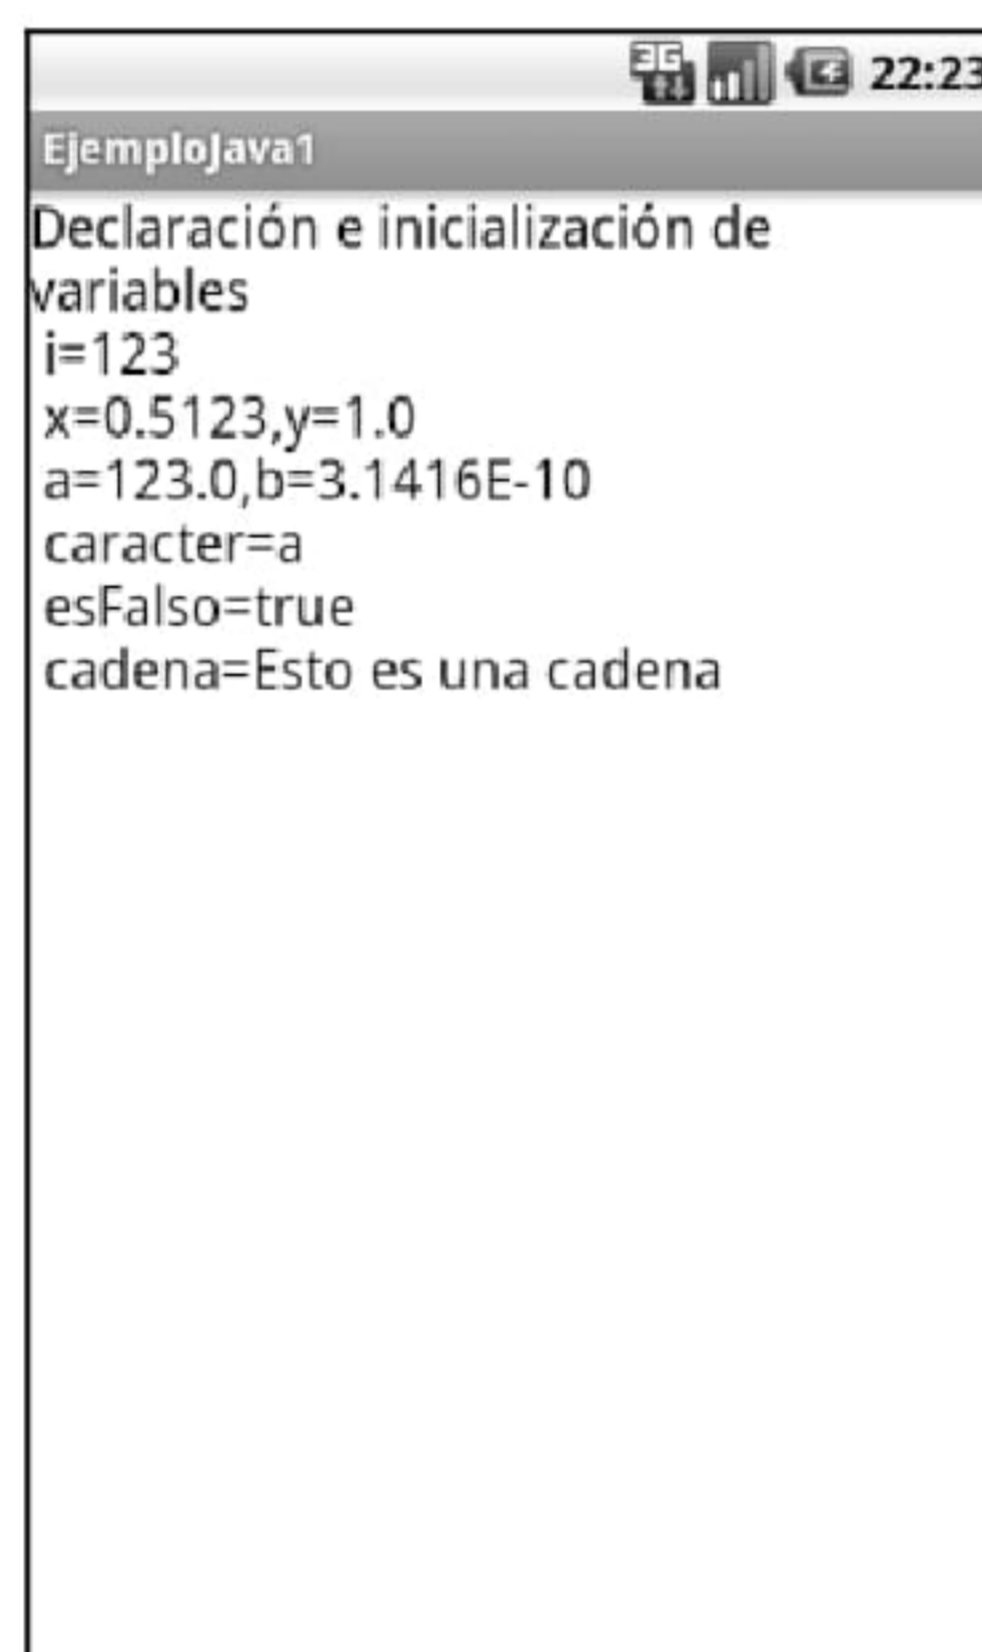 3G 22:23
EjemploJava1
Declaración e inicialización de
variables
i=123
x=0.5123,y=1.0
a=123.0,b=3.1416E-10
caracter=a
esFalso=true
cadena=Esto es una cadena